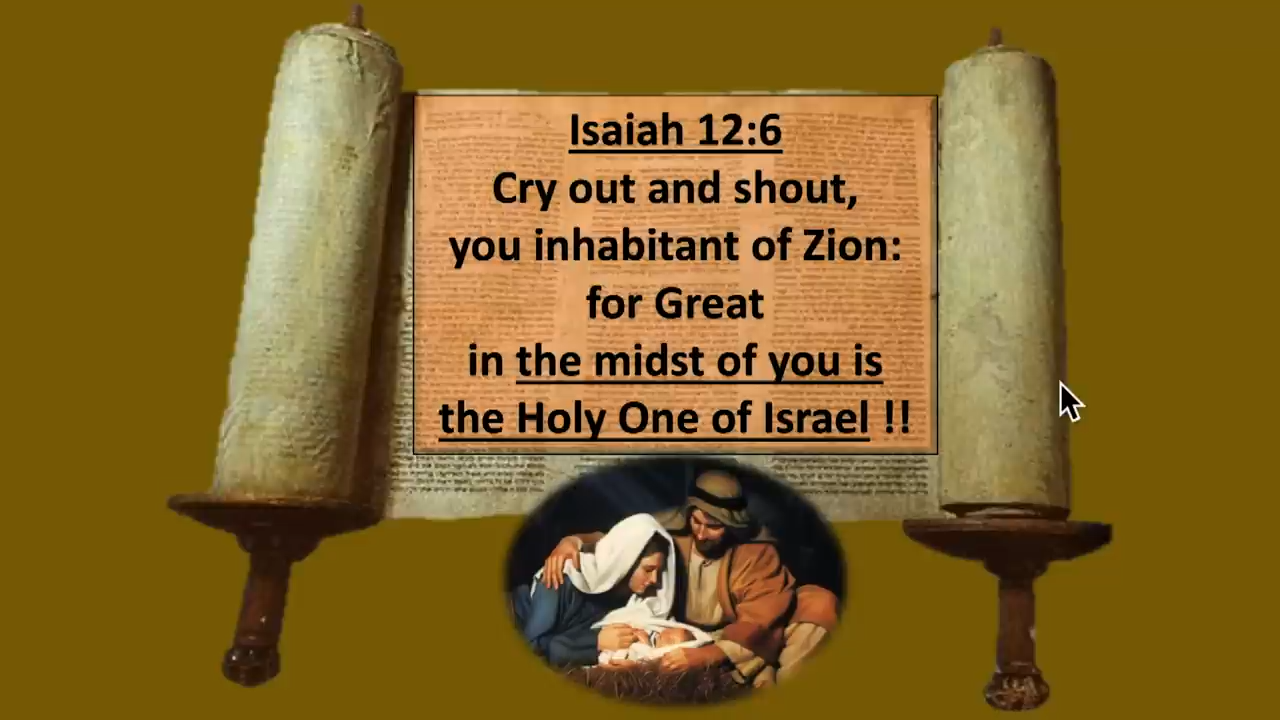 Isaiah 12:6
Cry out and shout,
you inhabitant of Zion:
for Great
in the midst of you is
the Holy One of Israel !!